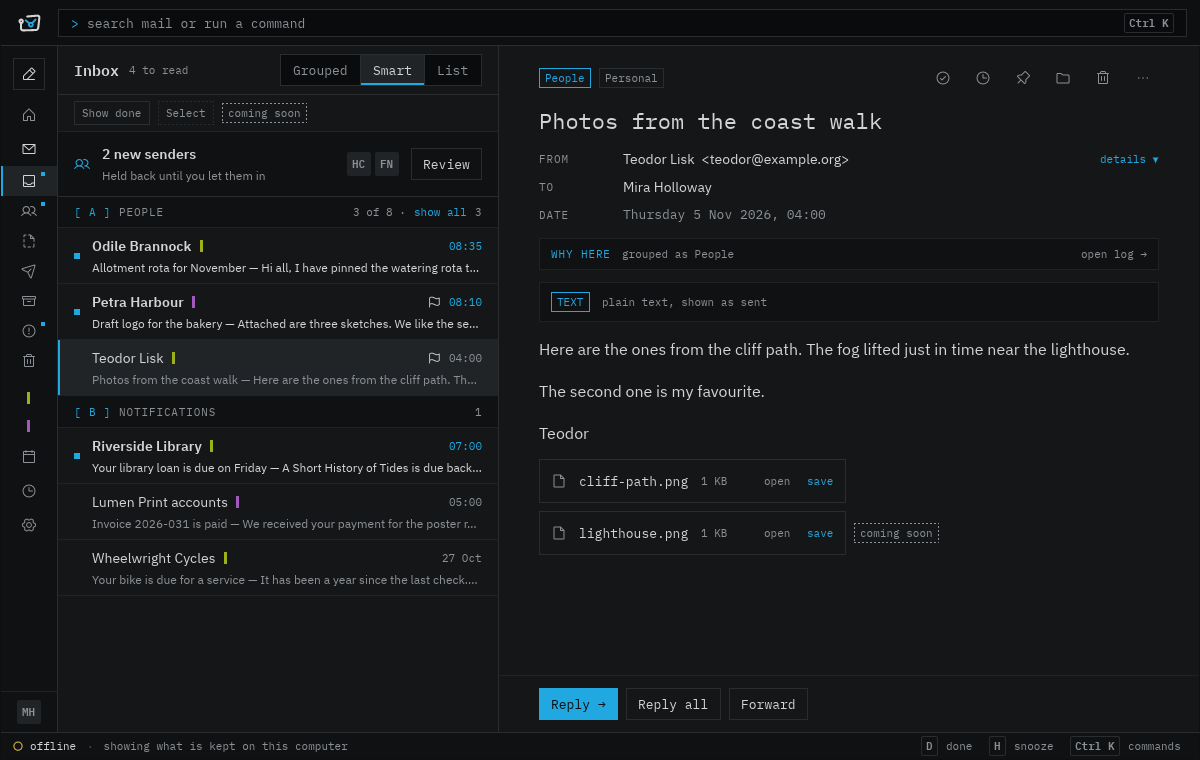 > search mail or run a command
Ctrl K
Inbox 4 to read
Grouped Smart List
Show done Select coming soon
2 new senders
Held back until you let them in
HC FN Review
[ A ] PEOPLE 3 of 8 · show all 3
Odile Brannock 08:35
Allotment rota for November — Hi all, I have pinned the watering rota t…
Petra Harbour 08:10
Draft logo for the bakery — Attached are three sketches. We like the se…
Teodor Lisk 04:00
Photos from the coast walk — Here are the ones from the cliff path. Th…
[ B ] NOTIFICATIONS 1
Riverside Library 07:00
Your library loan is due on Friday — A Short History of Tides is due back…
Lumen Print accounts 05:00
Invoice 2026-031 is paid — We received your payment for the poster r…
Wheelwright Cycles 27 Oct
Your bike is due for a service — It has been a year since the last check.…
MH
People Personal
Photos from the coast walk
FROM Teodor Lisk <teodor@example.org> details ▾
TO Mira Holloway
DATE Thursday 5 Nov 2026, 04:00
WHY HERE grouped as People open log →
TEXT plain text, shown as sent
Here are the ones from the cliff path. The fog lifted just in time near the lighthouse.
The second one is my favourite.
Teodor
cliff-path.png 1 KB open save
lighthouse.png 1 KB open save coming soon
Reply → Reply all Forward
offline · showing what is kept on this computer
D done H snooze Ctrl K commands